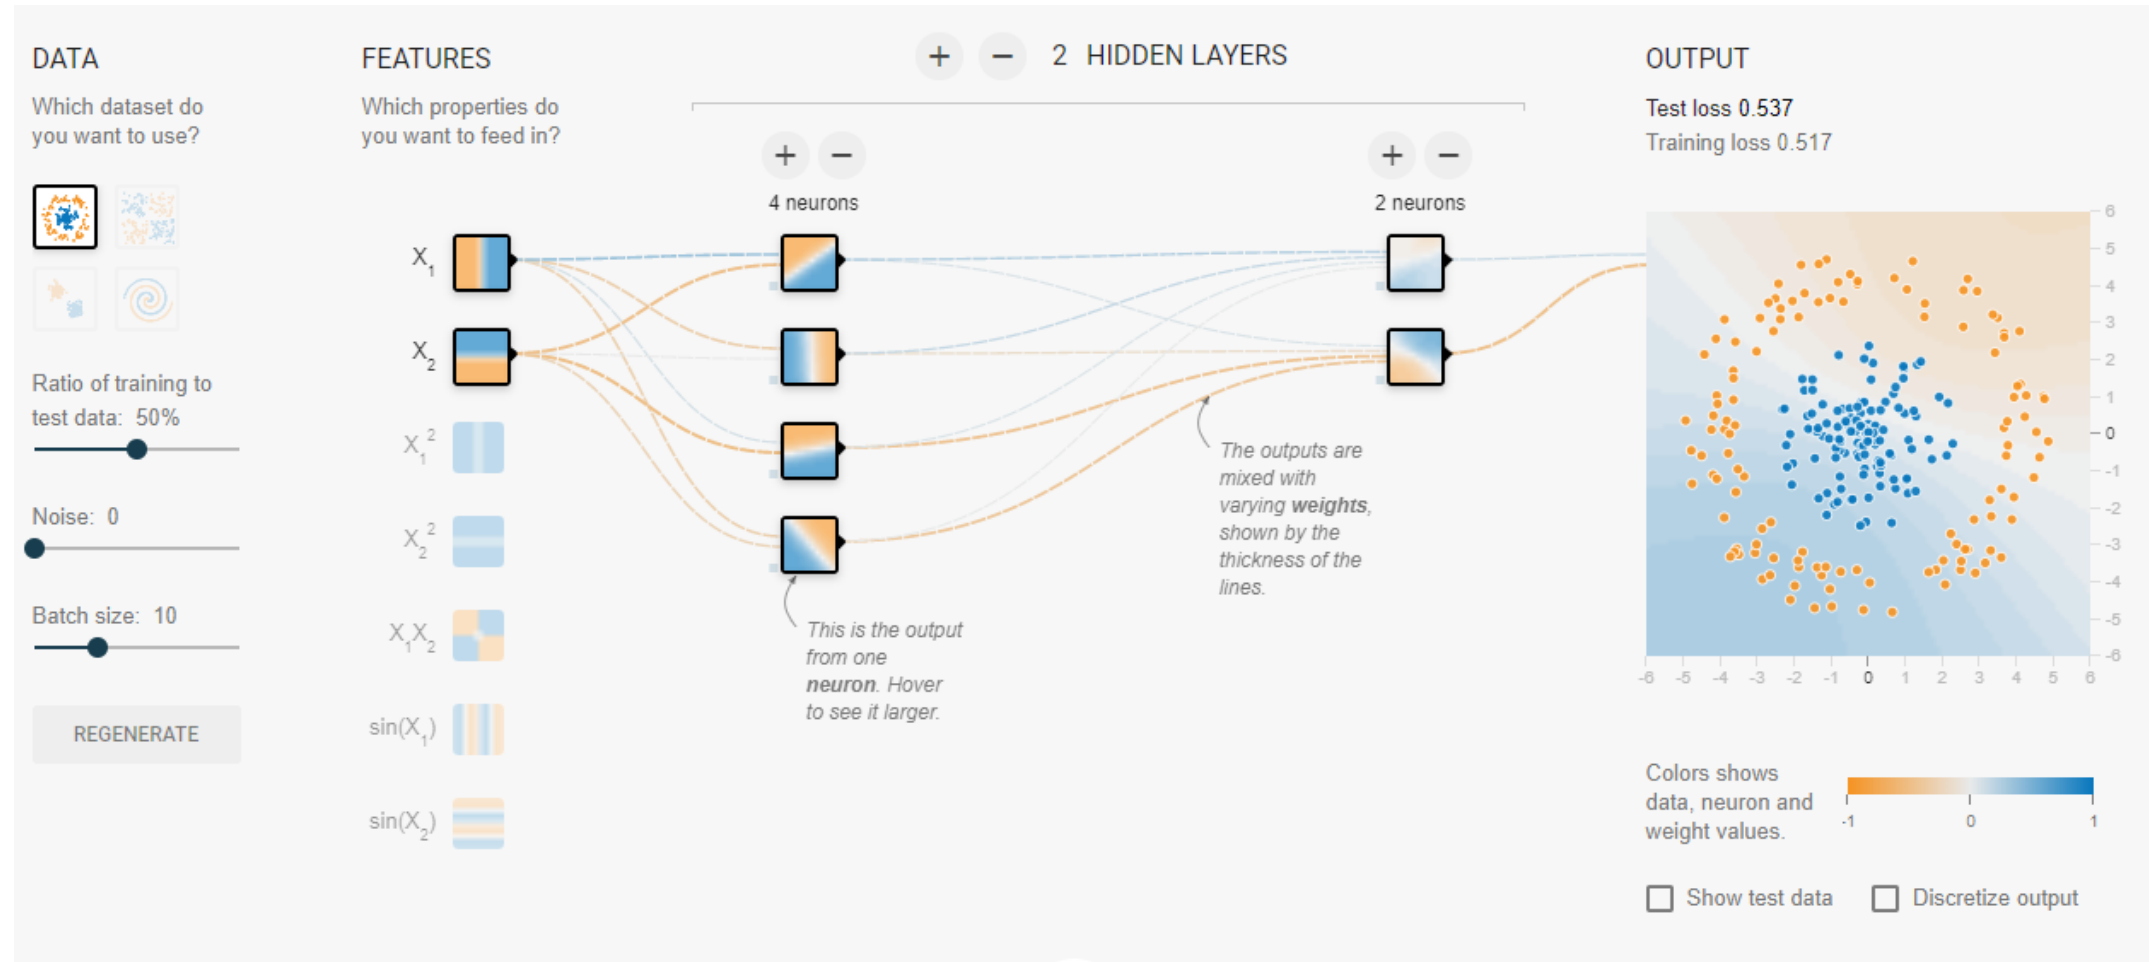 DATA
Which dataset do
you want to use?
Ratio of training to
test data: 50%
Noise: 0
Batch size: 10
REGENERATE
FEATURES
Which properties do
you want to feed in?
X1
X2
X1^2
X2^2
X1X2
sin(X1)
sin(X2)
+ − 2 HIDDEN LAYERS
+ −
4 neurons
+ −
2 neurons
This is the output
from one
neuron. Hover
to see it larger.
The outputs are
mixed with
varying weights,
shown by the
thickness of the
lines.
OUTPUT
Test loss 0.537
Training loss 0.517
6
5
4
3
2
1
0
-1
-2
-3
-4
-5
-6
-6 -5 -4 -3 -2 -1 0 1 2 3 4 5 6
Colors shows
data, neuron and
weight values.
-1 0 1
Show test data
Discretize output